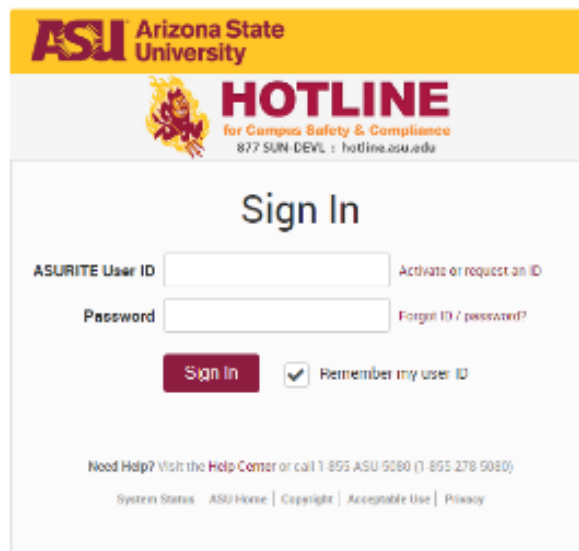 ASU Arizona State
University
HOTLINE
for Campus Safety & Compliance
877 SUN-DEVL : hotline.asu.edu
Sign In
ASURITE User ID Activate or request an ID
Password Forgot ID / password?
Sign In Remember my user ID
Need Help? Visit the Help Center or call 1-855-ASU-5080 (1-855-278-5080)
System Status ASU Home | Copyright | Acceptable Use | Privacy